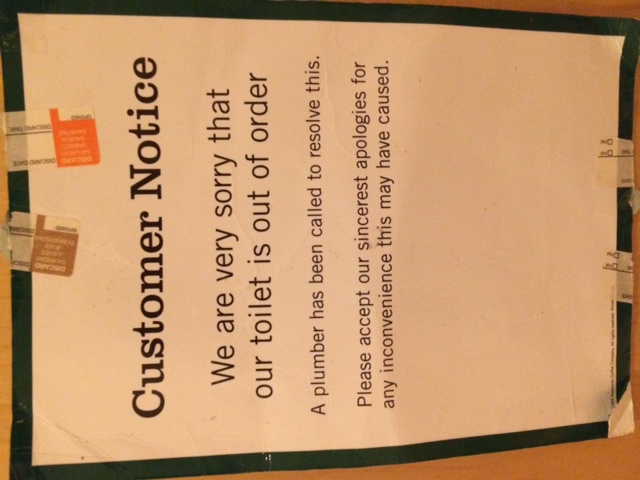 DISCARD DATE
DISCARD TIME
DISCARD
Customer Notice
We are very sorry that
our toilet is out of order
A plumber has been called to resolve this.
Please accept our sincerest apologies for
any inconvenience this may have caused.
Coffee Company. All rights reserved.